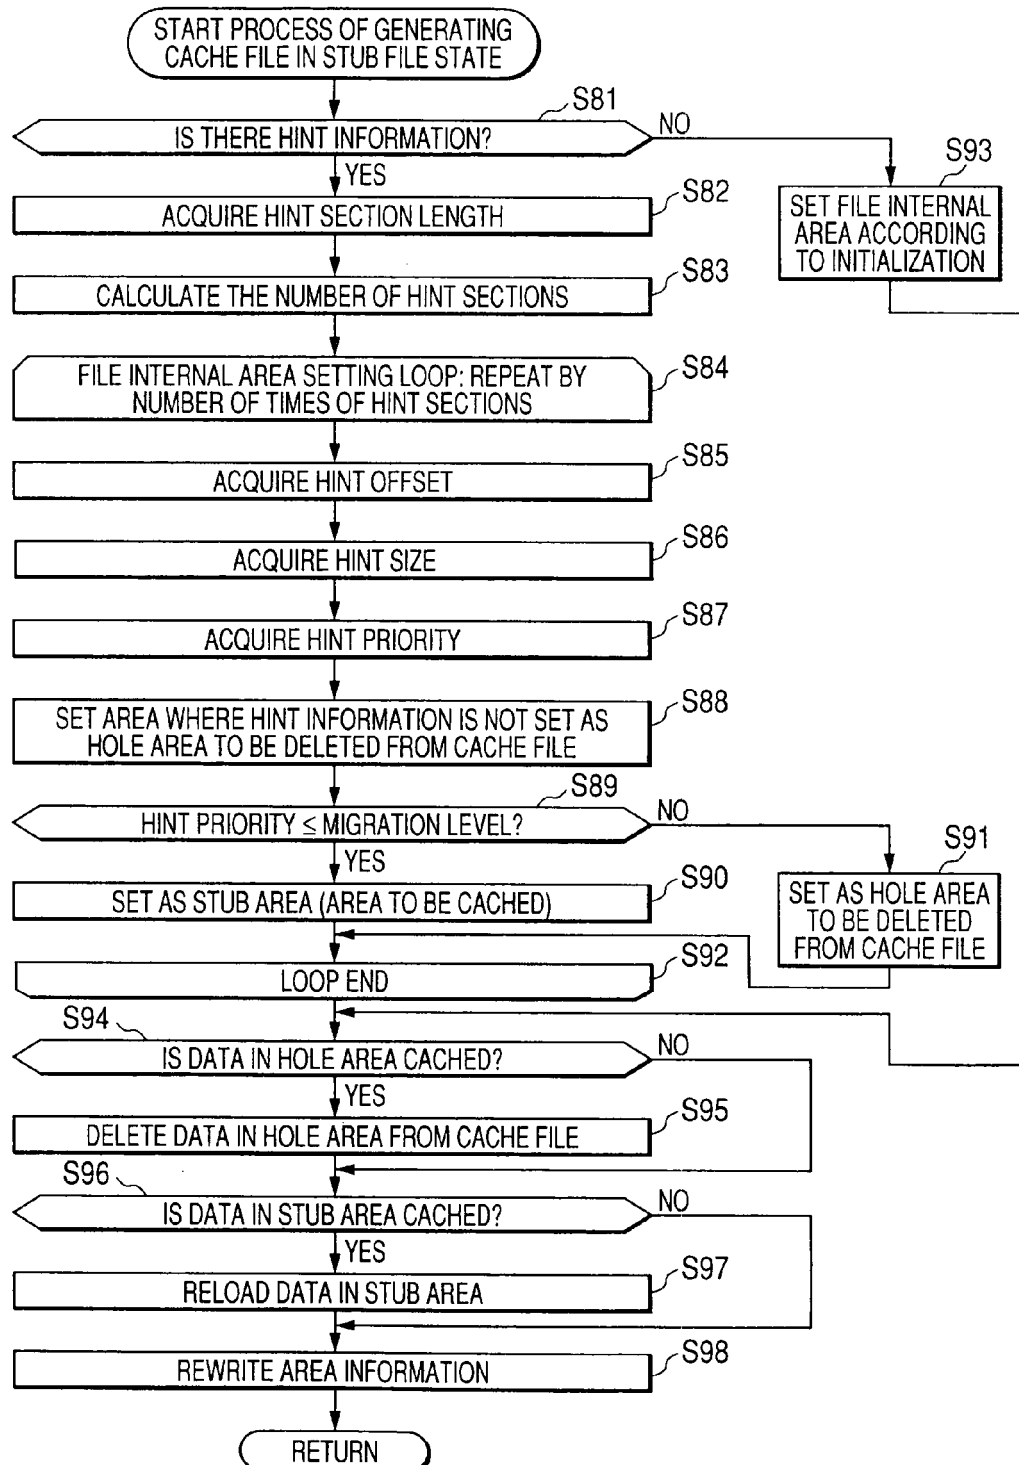 START PROCESS OF GENERATING
CACHE FILE IN STUB FILE STATE
S81
IS THERE HINT INFORMATION?
NO
YES
S93
SET FILE INTERNAL
AREA ACCORDING
TO INITIALIZATION
S82
ACQUIRE HINT SECTION LENGTH
S83
CALCULATE THE NUMBER OF HINT SECTIONS
S84
FILE INTERNAL AREA SETTING LOOP: REPEAT BY
NUMBER OF TIMES OF HINT SECTIONS
S85
ACQUIRE HINT OFFSET
S86
ACQUIRE HINT SIZE
S87
ACQUIRE HINT PRIORITY
S88
SET AREA WHERE HINT INFORMATION IS NOT SET AS
HOLE AREA TO BE DELETED FROM CACHE FILE
S89
HINT PRIORITY ≤ MIGRATION LEVEL?
NO
YES
S91
SET AS HOLE AREA
TO BE DELETED
FROM CACHE FILE
S90
SET AS STUB AREA (AREA TO BE CACHED)
S92
LOOP END
S94
IS DATA IN HOLE AREA CACHED?
NO
YES
S95
DELETE DATA IN HOLE AREA FROM CACHE FILE
S96
IS DATA IN STUB AREA CACHED?
NO
YES
S97
RELOAD DATA IN STUB AREA
S98
REWRITE AREA INFORMATION
RETURN